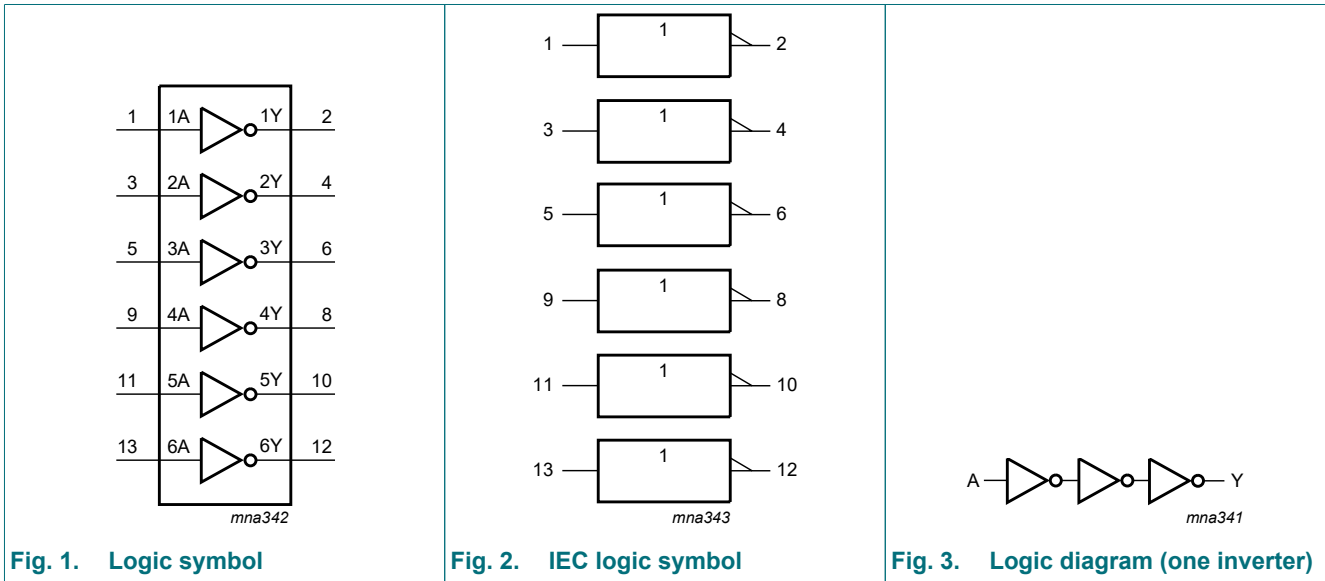 1 1A 1Y 2
3 2A 2Y 4
5 3A 3Y 6
9 4A 4Y 8
11 5A 5Y 10
13 6A 6Y 12
mna342
Fig. 1. Logic symbol
1 1 2
3 1 4
5 1 6
9 1 8
11 1 10
13 1 12
mna343
Fig. 2. IEC logic symbol
A Y
mna341
Fig. 3. Logic diagram (one inverter)